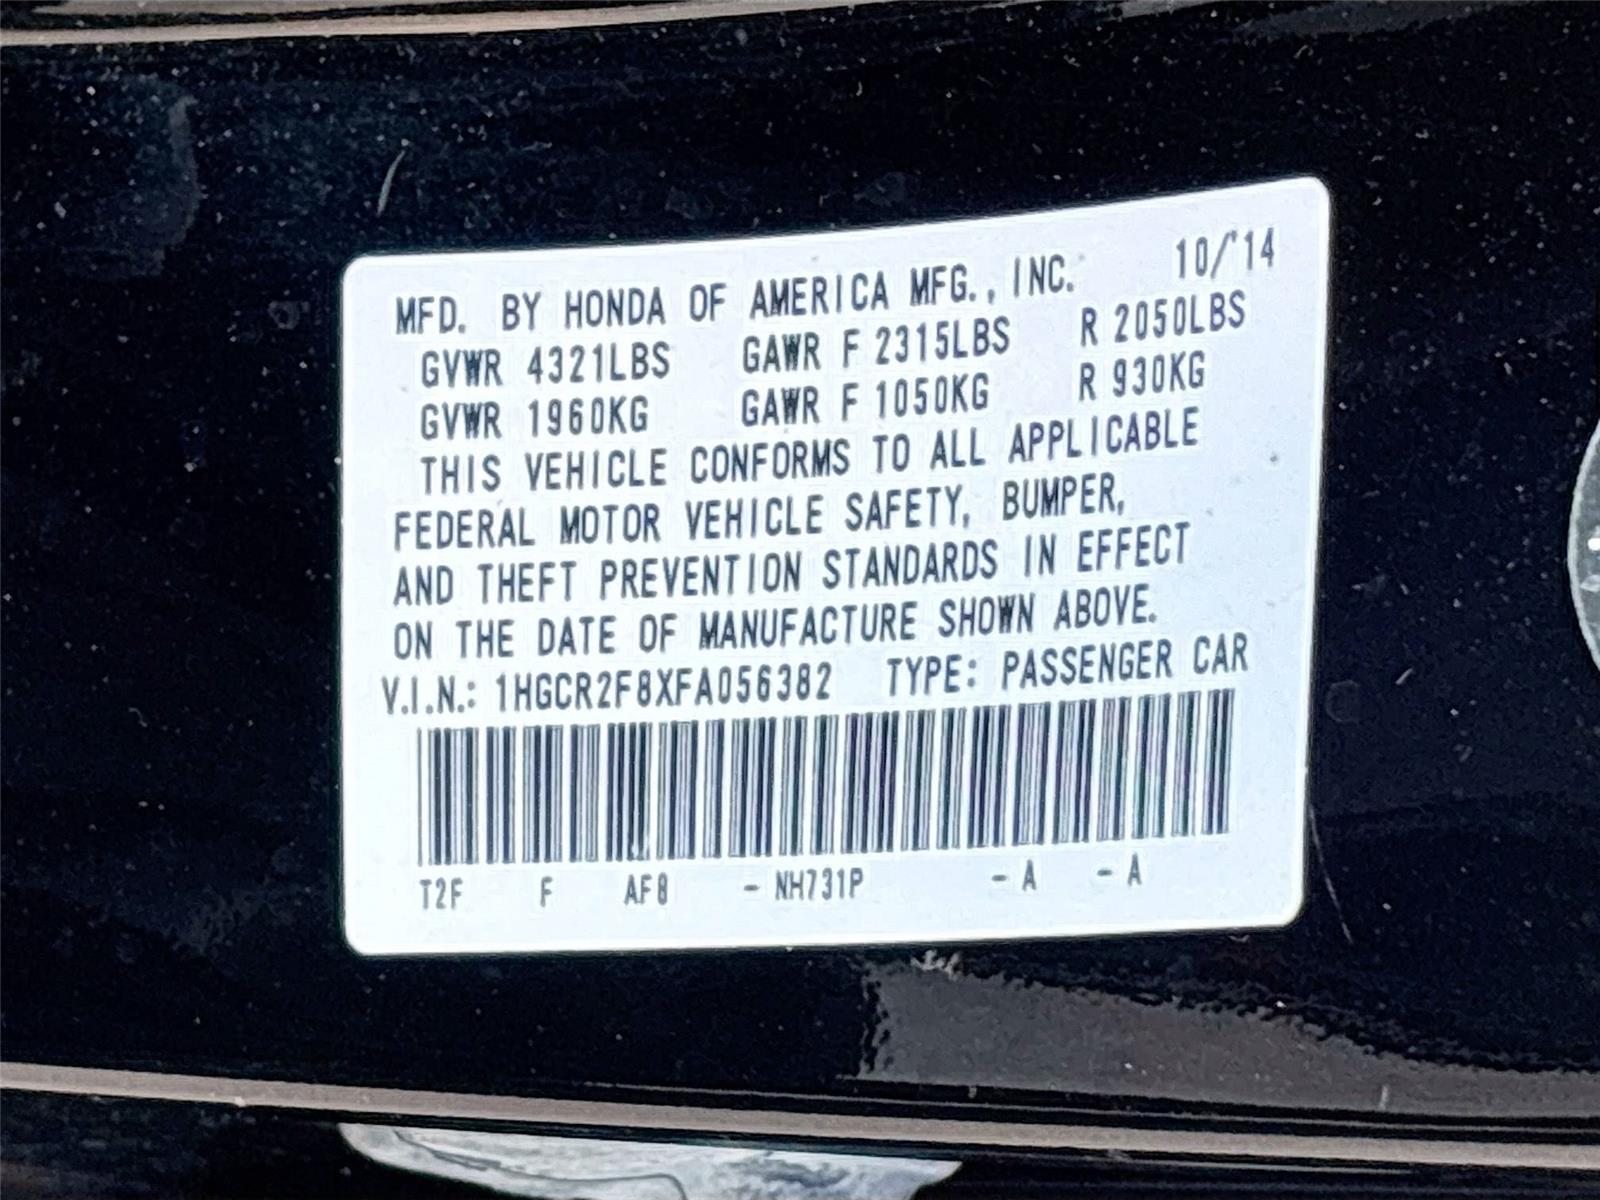 MFD. BY HONDA OF AMERICA MFG., INC. 10/'14
GVWR 4321LBS GAWR F 2315LBS R 2050LBS
GVWR 1960KG GAWR F 1050KG R 930KG
THIS VEHICLE CONFORMS TO ALL APPLICABLE
FEDERAL MOTOR VEHICLE SAFETY, BUMPER,
AND THEFT PREVENTION STANDARDS IN EFFECT
ON THE DATE OF MANUFACTURE SHOWN ABOVE.
V.I.N.: 1HGCR2F8XFA056382 TYPE: PASSENGER CAR
T2F F AF8 - NH731P - A - A